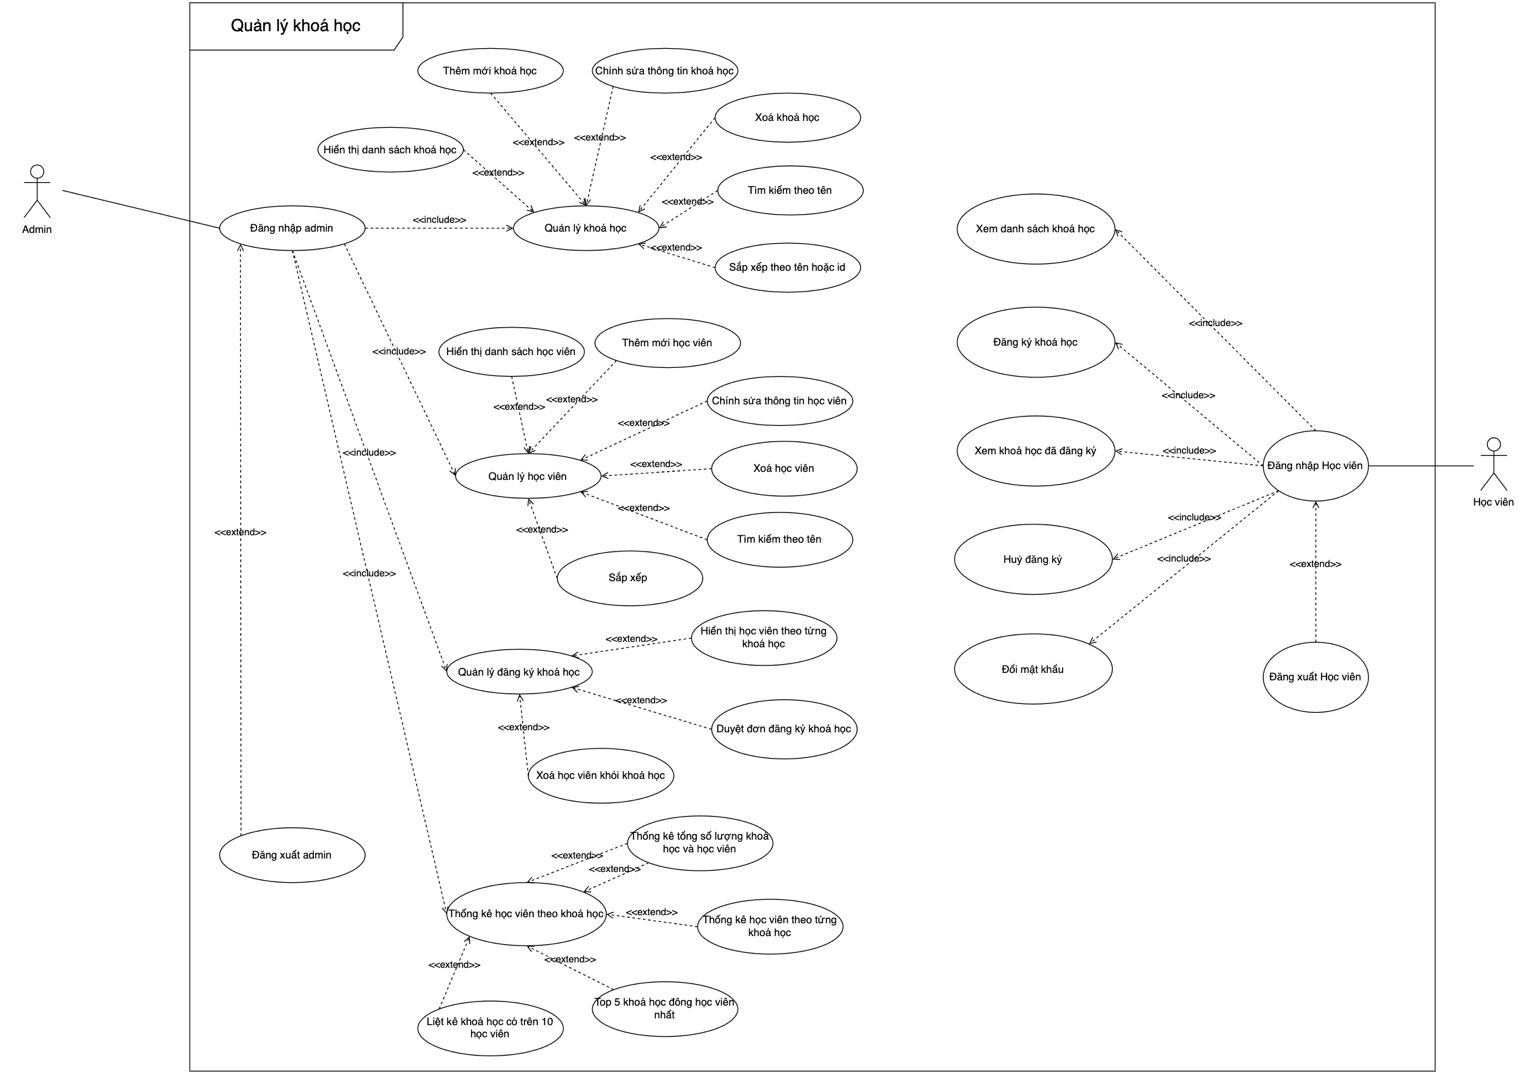 Quản lý khoá học
Thêm mới khoá học
Chỉnh sửa thông tin khoá học
Xoá khoá học
<<extend>>
<<extend>>
Hiển thị danh sách khoá học
<<extend>>
<<extend>>
Tìm kiếm theo tên
<<extend>>
Admin
Đăng nhập admin
<<include>>
Quản lý khoá học
<<extend>>
Sắp xếp theo tên hoặc id
Xem danh sách khoá học
<<include>>
Hiển thị danh sách học viên
Thêm mới học viên
<<include>>
Đăng ký khoá học
<<extend>>
<<extend>>
Chỉnh sửa thông tin học viên
<<include>>
<<extend>>
<<include>>
Xem khoá học đã đăng ký
<<include>>
Đăng nhập Học viên
Học viên
Quản lý học viên
<<extend>>
Xoá học viên
<<extend>>
<<extend>>
Tìm kiếm theo tên
<<extend>>
<<include>>
Huỷ đăng ký
<<include>>
<<extend>>
<<include>>
Sắp xếp
Hiển thị học viên theo từng
khoá học
<<extend>>
Quản lý đăng ký khoá học
Đổi mật khẩu
Đăng xuất Học viên
<<extend>>
<<extend>>
Duyệt đơn đăng ký khoá học
Xoá học viên khỏi khoá học
Đăng xuất admin
Thống kê tổng số lượng khoá
học và học viên
<<extend>>
<<extend>>
Thống kê học viên theo khoá học
<<extend>>
Thống kê học viên theo từng
khoá học
<<extend>>
<<extend>>
Top 5 khoá học đông học viên
nhất
Liệt kê khoá học có trên 10
học viên